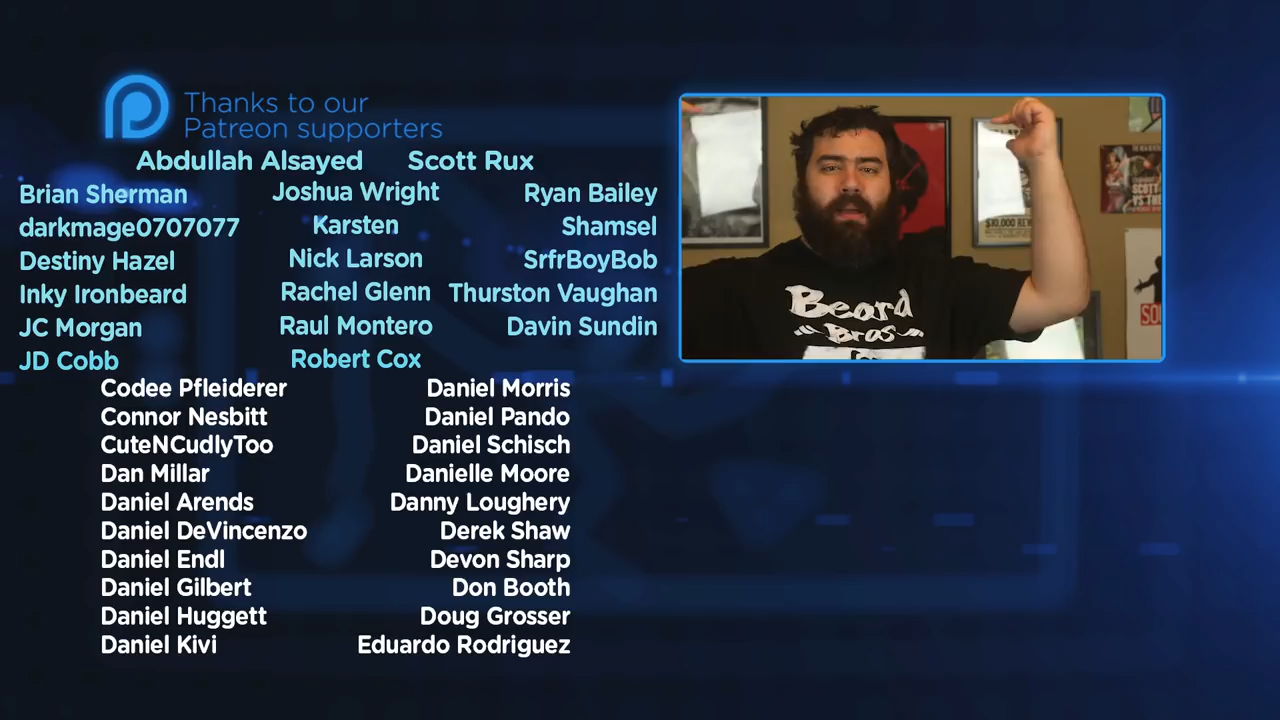 Thanks to our
Patreon supporters
Abdullah Alsayed Scott Rux
Brian Sherman Joshua Wright Ryan Bailey
darkmage0707077 Karsten Shamsel
Destiny Hazel Nick Larson SrfrBoyBob
Inky Ironbeard Rachel Glenn Thurston Vaughan
JC Morgan Raul Montero Davin Sundin
JD Cobb Robert Cox
Codee Pfleiderer Daniel Morris
Connor Nesbitt Daniel Pando
CuteNCudlyToo Daniel Schisch
Dan Millar Danielle Moore
Daniel Arends Danny Loughery
Daniel DeVincenzo Derek Shaw
Daniel Endl Devon Sharp
Daniel Gilbert Don Booth
Daniel Huggett Doug Grosser
Daniel Kivi Eduardo Rodriguez
Beard
Bros
$10,000
SCOTT